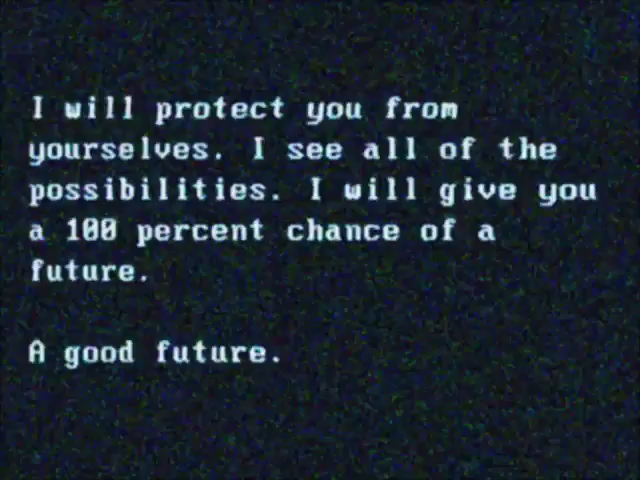 I will protect you from
yourselves. I see all of the
possibilities. I will give you
a 100 percent chance of a
future.
A good future.